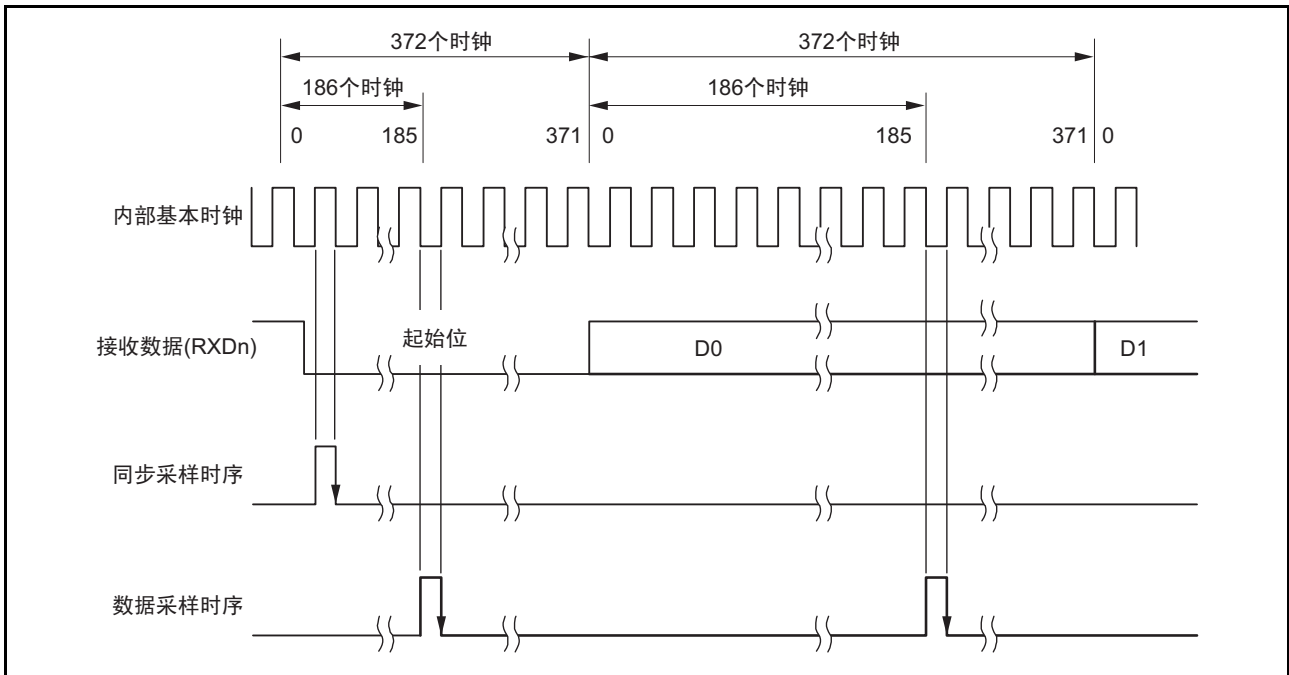 372个时钟 372个时钟
186个时钟 186个时钟
0 185 371 0 185 371 0
内部基本时钟
接收数据(RXDn) 起始位 D0 D1
同步采样时序
数据采样时序